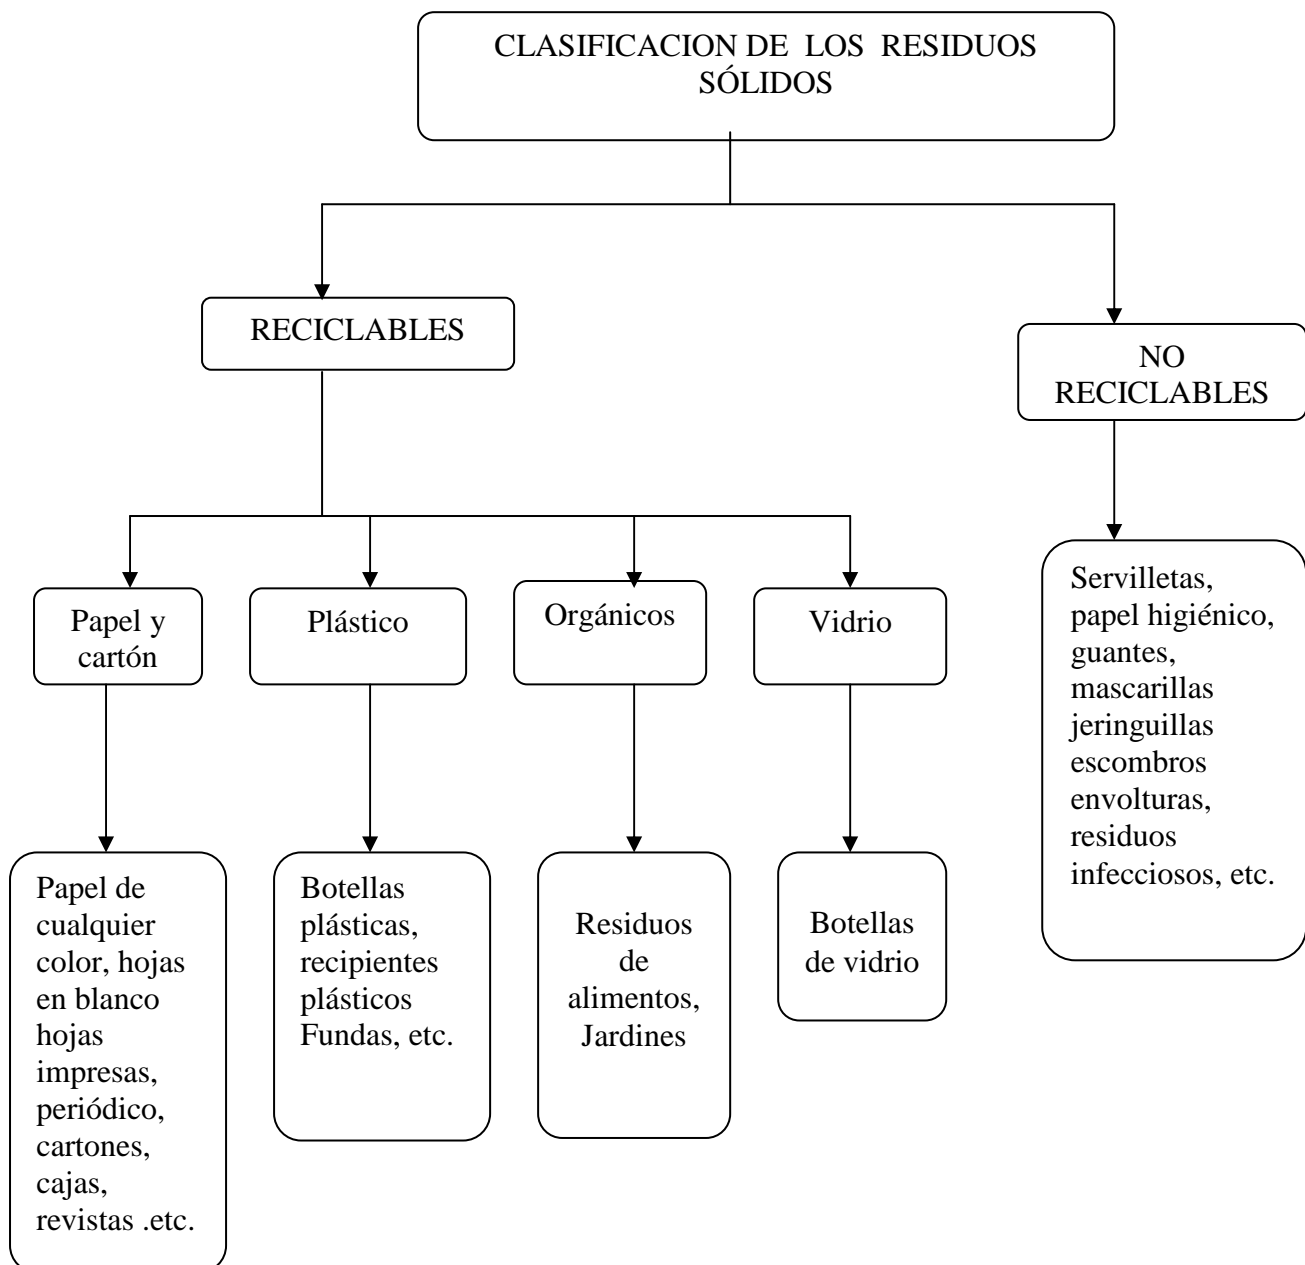 CLASIFICACION DE LOS RESIDUOS
SÓLIDOS
RECICLABLES
NO
RECICLABLES
Papel y
cartón
Plástico
Orgánicos
Vidrio
Servilletas,
papel higiénico,
guantes,
mascarillas
jeringuillas
escombros
envolturas,
residuos
infecciosos, etc.
Papel de
cualquier
color, hojas
en blanco
hojas
impresas,
periódico,
cartones,
cajas,
revistas .etc.
Botellas
plásticas,
recipientes
plásticos
Fundas, etc.
Residuos
de
alimentos,
Jardines
Botellas
de vidrio